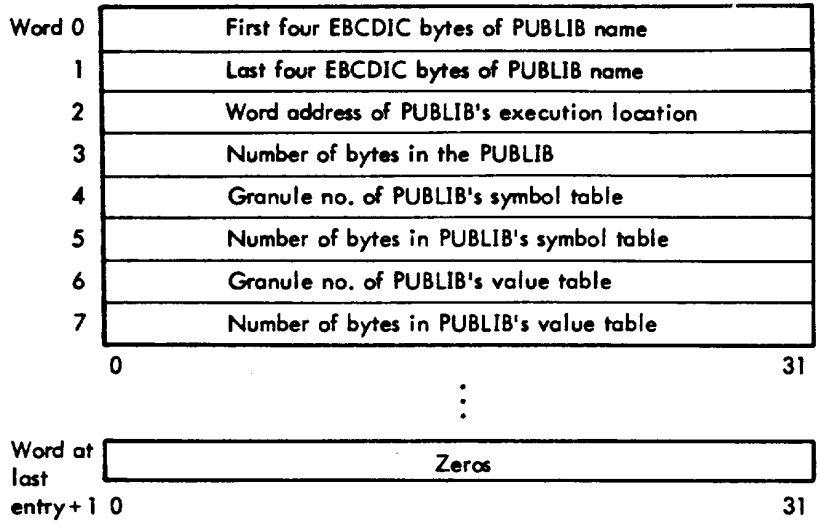 Word 0 First four EBCDIC bytes of PUBLIB name
1 Last four EBCDIC bytes of PUBLIB name
2 Word address of PUBLIB's execution location
3 Number of bytes in the PUBLIB
4 Granule no. of PUBLIB's symbol table
5 Number of bytes in PUBLIB's symbol table
6 Granule no. of PUBLIB's value table
7 Number of bytes in PUBLIB's value table
0 31
Word at
last
Zeros
entry + 1 0 31